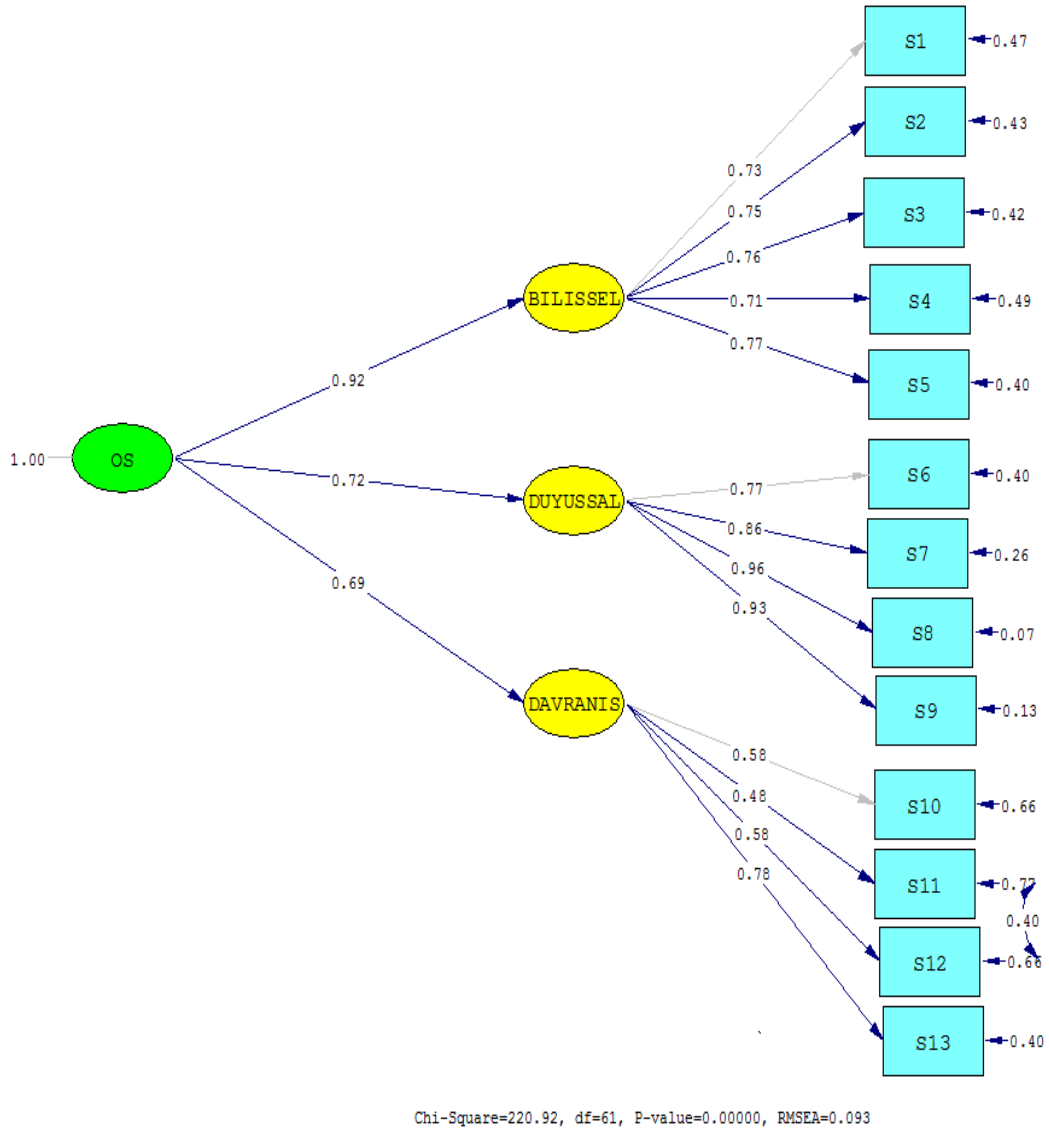 S1
0.47
S2
0.43
0.73
0.75
S3
0.42
0.76
BILISSEL
0.71
S4
0.49
0.77
0.92
S5
0.40
1.00
OS
0.72
DUYUSSAL
0.77
S6
0.40
0.86
S7
0.26
0.96
0.93
S8
0.07
0.69
DAVRANIS
S9
0.13
0.58
0.48
S10
0.66
0.58
0.78
S11
0.77
0.40
S12
0.66
S13
0.40
Chi-Square=220.92, df=61, P-value=0.00000, RMSEA=0.093